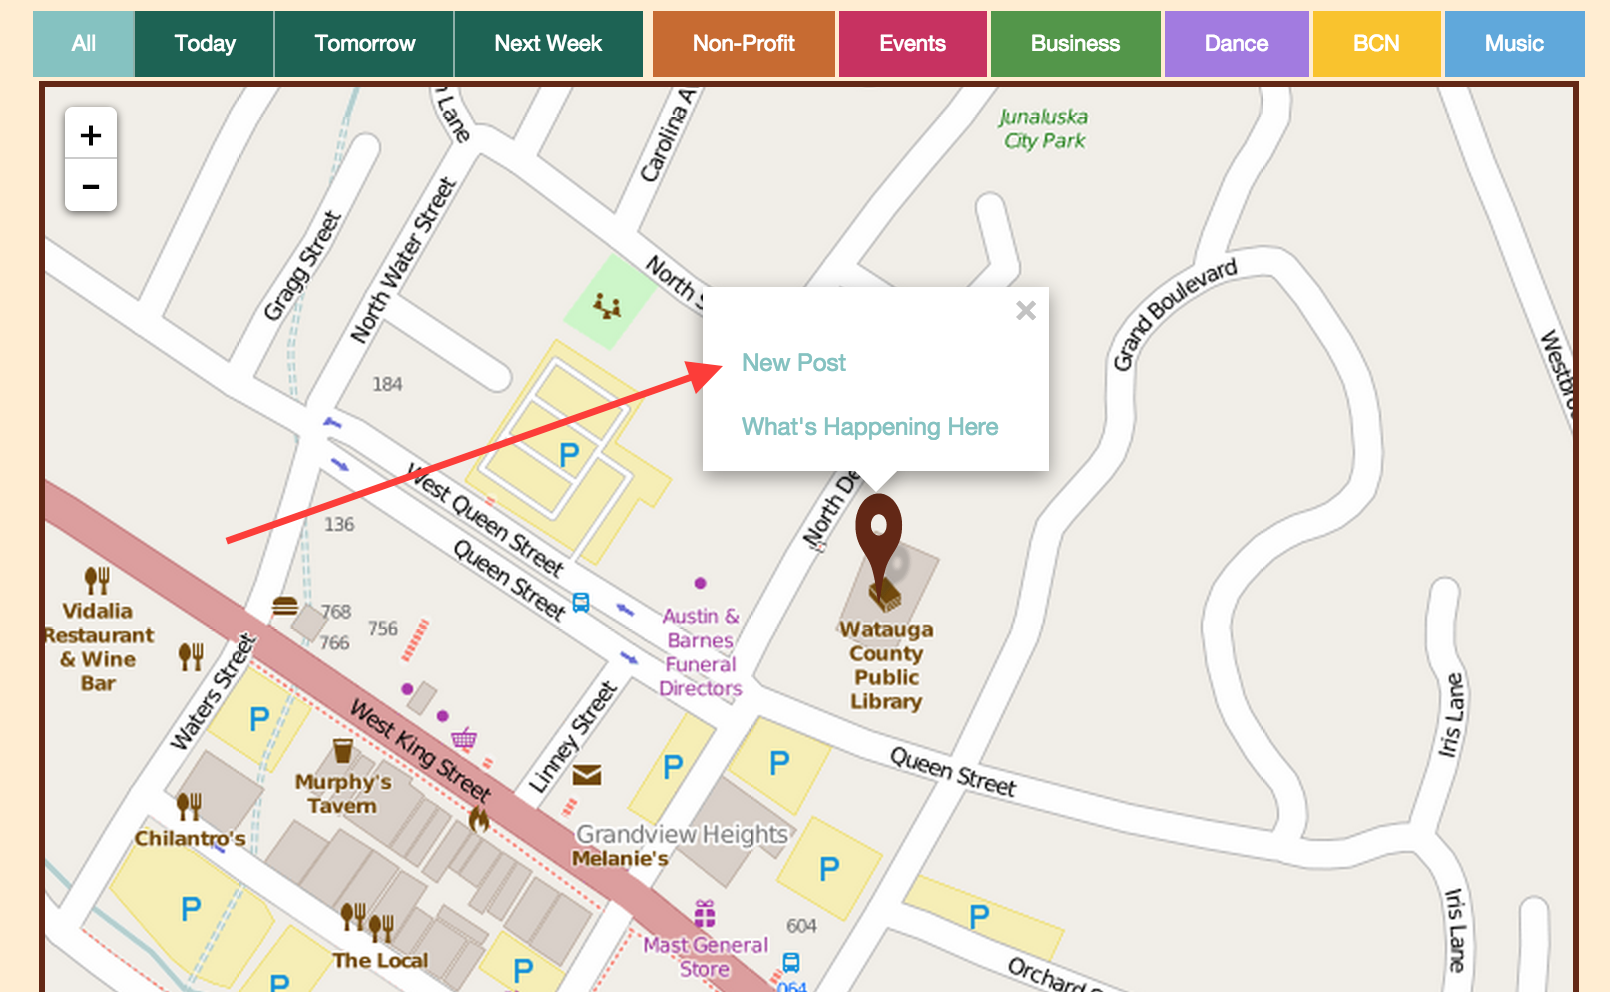 All
Today
Tomorrow
Next Week
Non-Profit
Events
Business
Dance
BCN
Music
+
−
Lane
Carolina A
Junaluska
City Park
Gragg Street
North Water Street
North S
Grand Boulevard
Westbro
×
New Post
What's Happening Here
184
P
West Queen Street
North De
136
Queen Street
Vidalia
Restaurant
& Wine
Bar
768
766
756
Austin &
Barnes
Funeral
Directors
Watauga
County
Public
Library
Waters Street
P
West King Street
Linney Street
P
P
Queen Street
Iris Lane
Murphy's
Tavern
Chilantro's
Grandview Heights
Melanie's
P
P
P
604
Iris Lane
Mast General
Store
The Local
P
P
064
Orchard